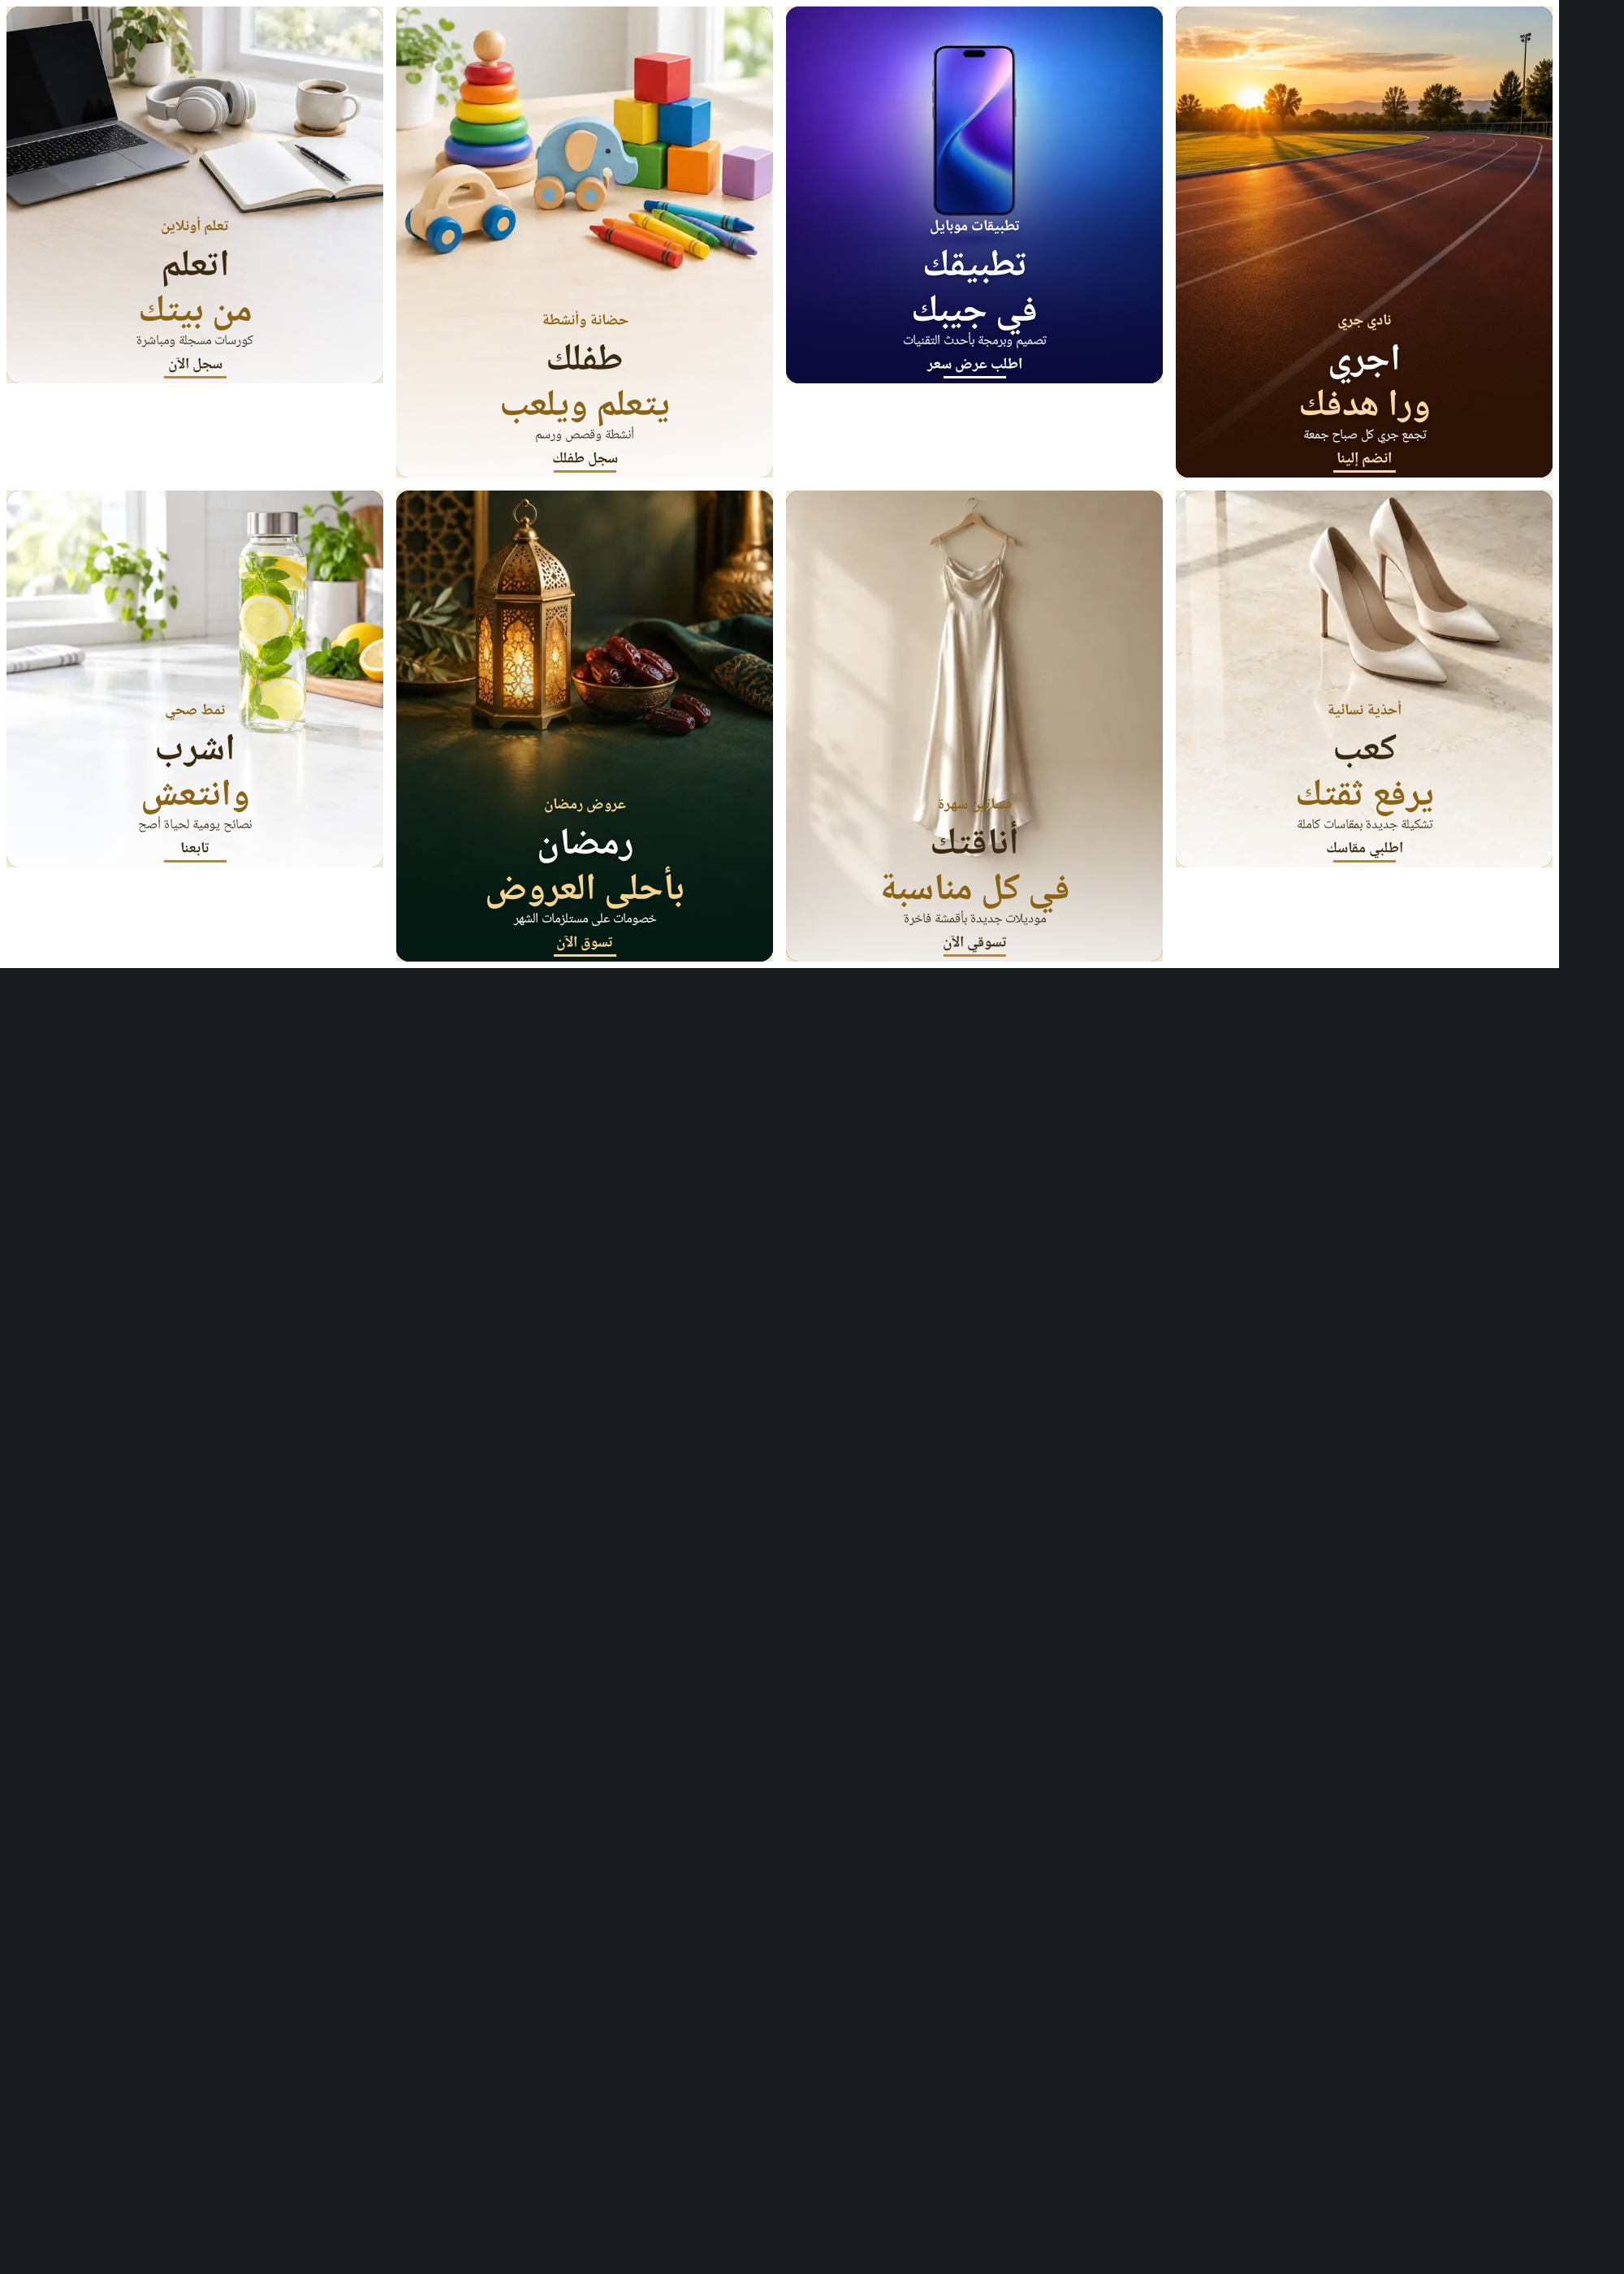 تعلم أونلاين
اتعلم
من بيتك
كورسات مسجلة ومباشرة
سجل الآن
حضانة وأنشطة
طفلك
يتعلم ويلعب
أنشطة وقصص ورسم
سجل طفلك
تطبيقات موبايل
تطبيقك
في جيبك
تصميم وبرمجة بأحدث التقنيات
اطلب عرض سعر
نادي جري
اجري
ورا هدفك
تجمع جري كل صباح جمعة
انضم إلينا
نمط صحي
اشرب
وانتعش
نصائح يومية لحياة أصح
تابعنا
عروض رمضان
رمضان
بأحلى العروض
خصومات على مستلزمات الشهر
تسوق الآن
فساتين سهرة
أناقتك
في كل مناسبة
موديلات جديدة بأقمشة فاخرة
تسوقي الآن
أحذية نسائية
كعب
يرفع ثقتك
تشكيلة جديدة بمقاسات كاملة
اطلبي مقاسك